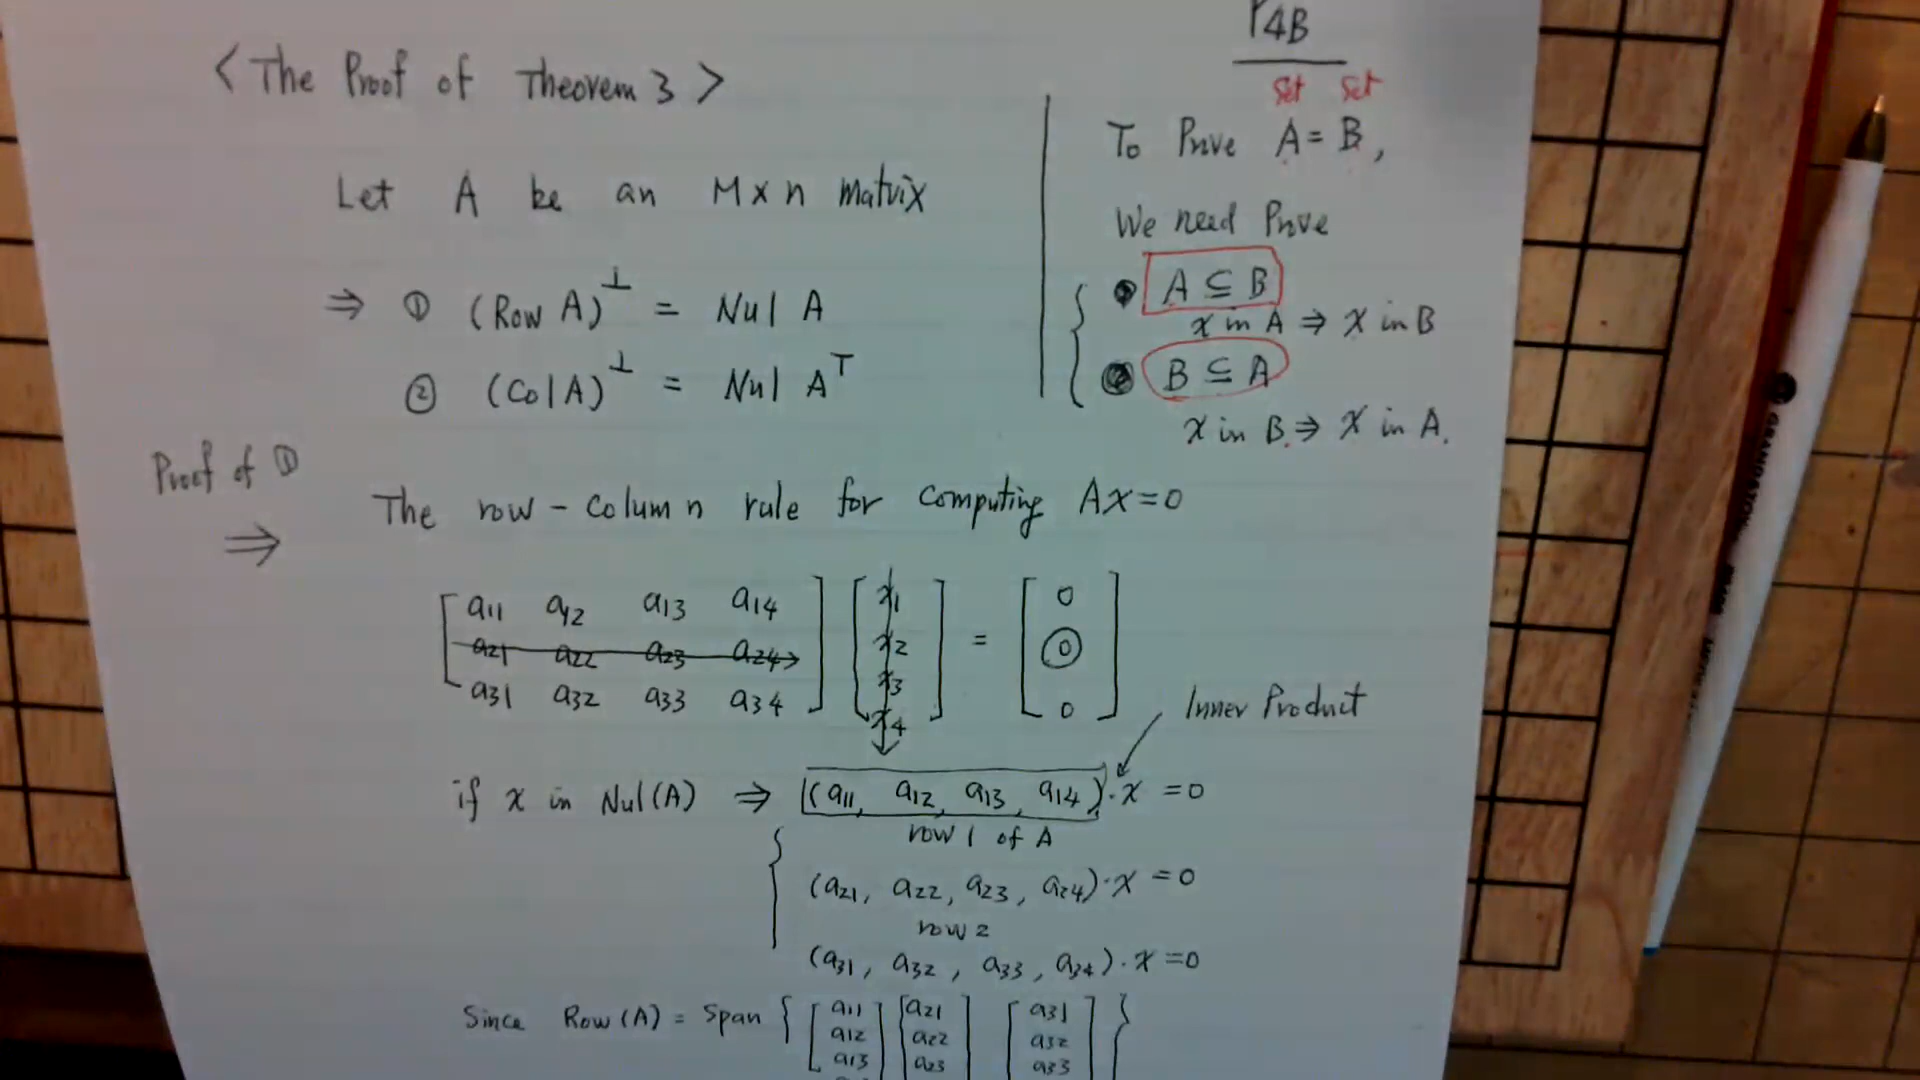 P4B
< The Proof of Theorem 3 >
Let A be an M x n matrix
⇒ ① (Row A)⊥ = Nul A
② (Col A)⊥ = Nul Aᵀ
Set Set
To Prove A = B,
We need Prove
A ⊆ B
x in A ⇒ x in B
B ⊆ A
x in B. ⇒ x in A.
Proof of ①
⇒
The row - column rule for computing Ax = 0
[ a11 a12 a13 a14 ] [ x1 ] [ 0 ]
[ a21 a22 a23 a24 ] [ x2 ] = [ 0 ]
[ a31 a32 a33 a34 ] [ x3 ] [ 0 ]
x4
Inner Product
if x in Nul(A) ⇒ (a11, a12, a13, a14) · x = 0
row 1 of A
(a21, a22, a23, a24) · x = 0
row 2
(a31, a32, a33, a34) · x = 0
Since Row (A) = Span { [ a11 ] [ a21 ] [ a31 ] }
a12 a22 a32
a13 a23 a33